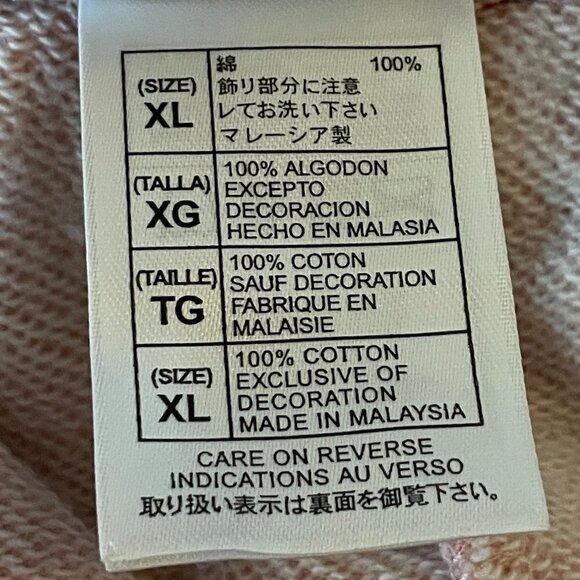 (SIZE)
XL
綿 100%
飾リ部分に注意
レてお洗い下さい
マレーシア製
(TALLA)
XG
100% ALGODON
EXCEPTO
DECORACION
HECHO EN MALASIA
(TAILLE)
TG
100% COTON
SAUF DECORATION
FABRIQUE EN
MALAISIE
(SIZE)
XL
100% COTTON
EXCLUSIVE OF
DECORATION
MADE IN MALAYSIA
CARE ON REVERSE
INDICATIONS AU VERSO
取り扱い表示は裏面を御覧下さい。